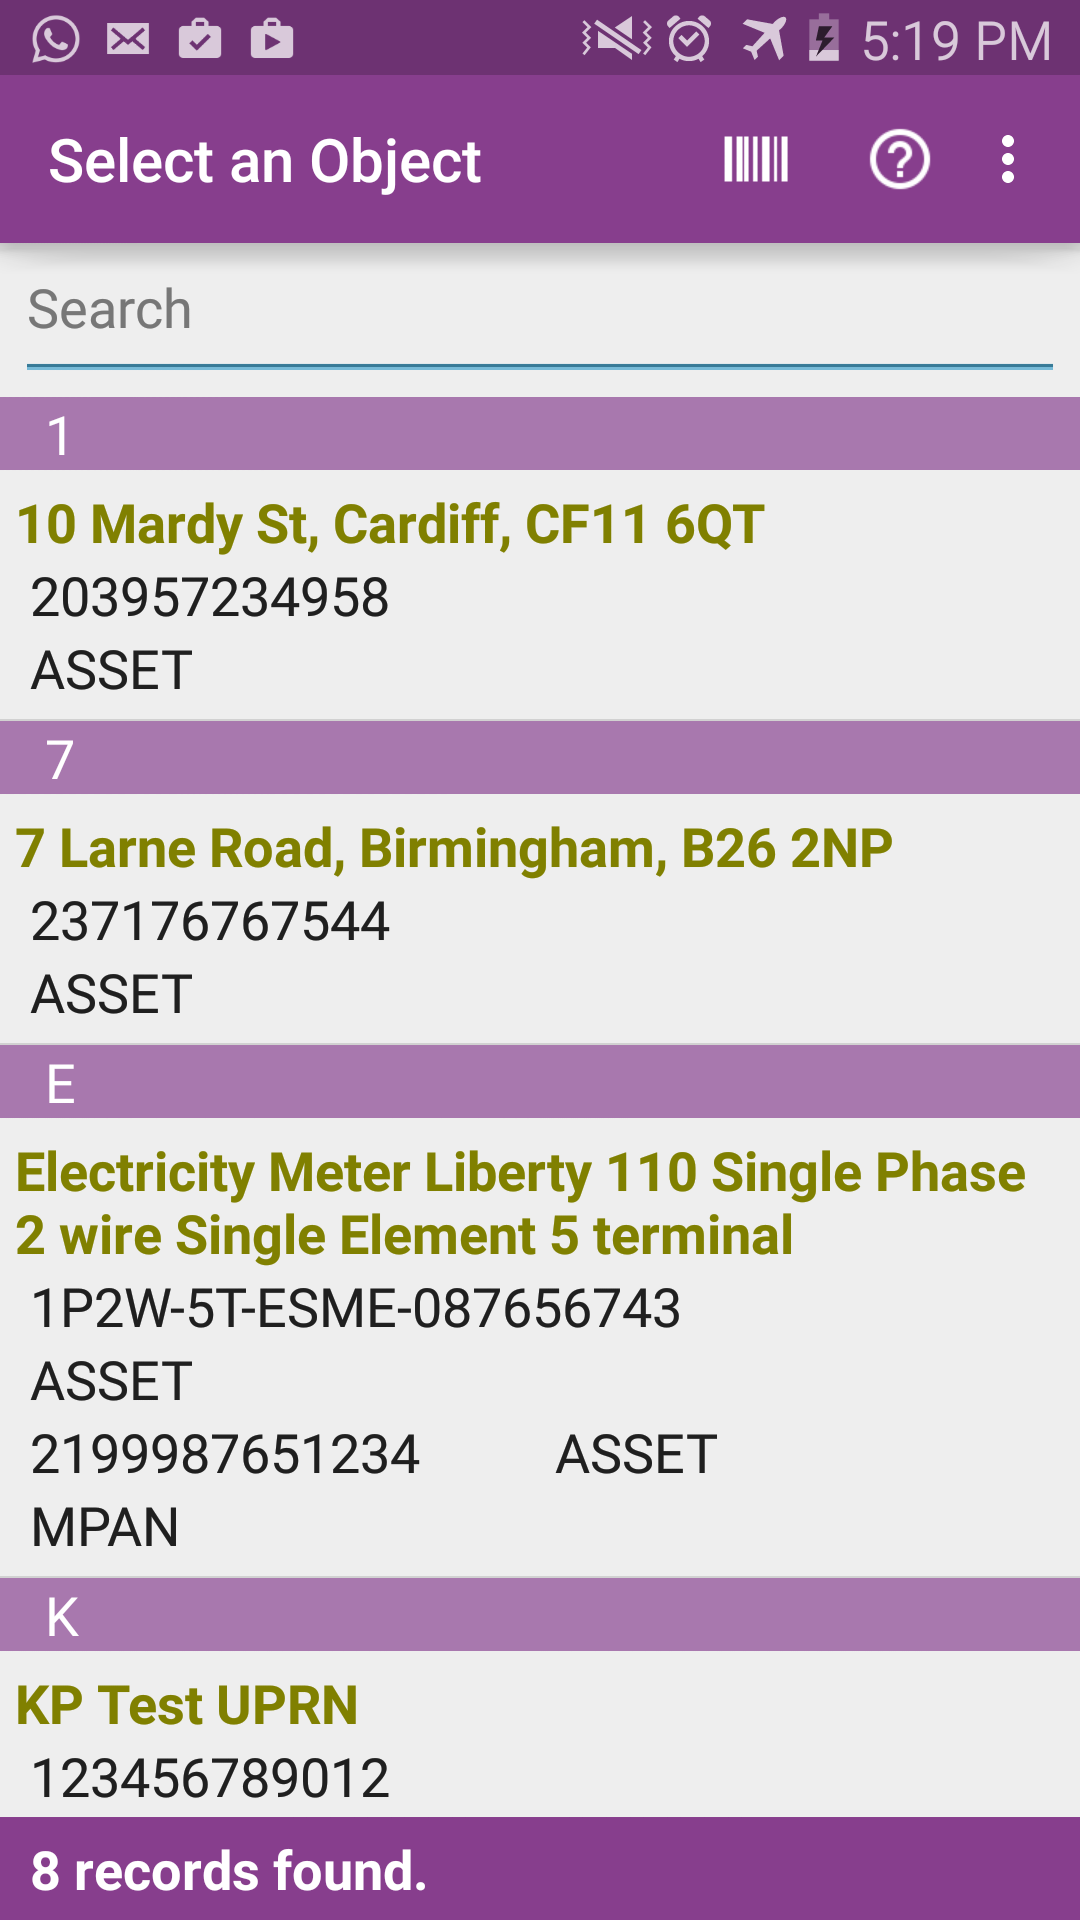 5:19 PM
Select an Object
Search
1
10 Mardy St, Cardiff, CF11 6QT
203957234958
ASSET
7
7 Larne Road, Birmingham, B26 2NP
237176767544
ASSET
E
Electricity Meter Liberty 110 Single Phase
2 wire Single Element 5 terminal
1P2W-5T-ESME-087656743
ASSET
2199987651234 ASSET
MPAN
K
KP Test UPRN
123456789012
8 records found.